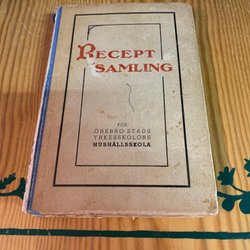 RECEPT
SAMLING
FÖR
ÖREBRO STADS
YRKESSKOLORS
HUSHÅLLSSKOLA